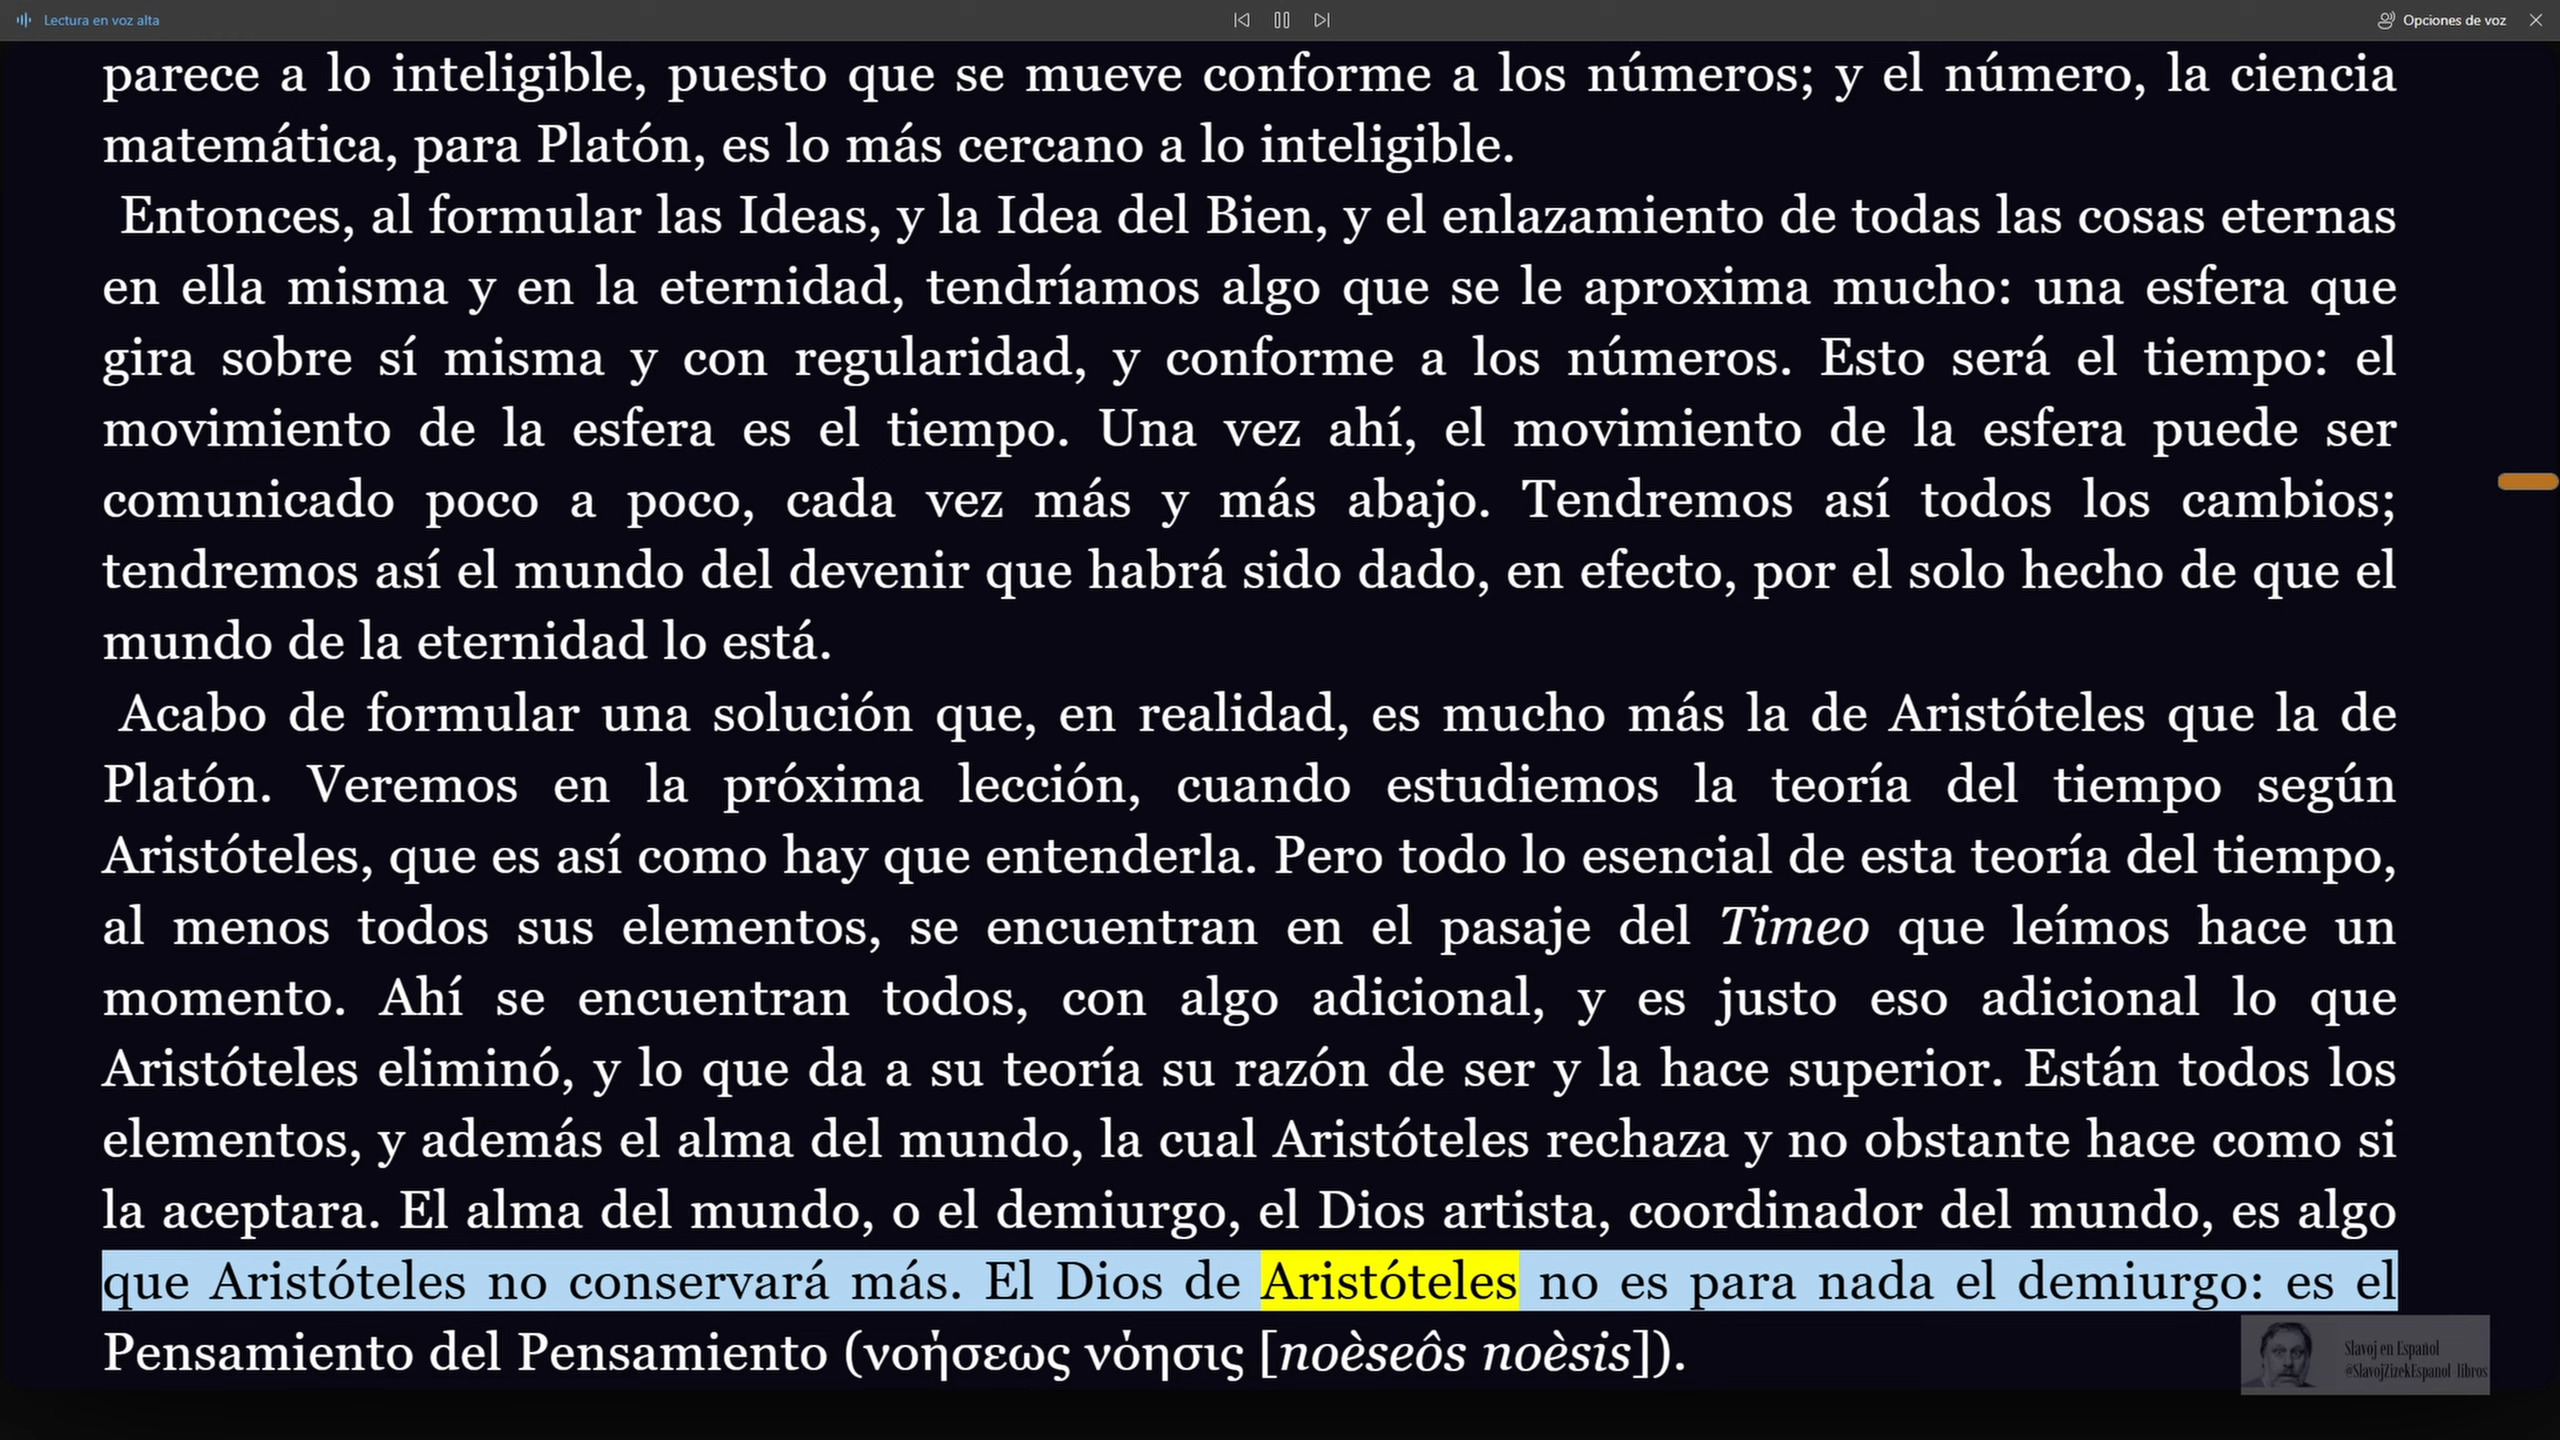 Lectura en voz alta
Opciones de voz
parece a lo inteligible, puesto que se mueve conforme a los números; y el número, la ciencia
matemática, para Platón, es lo más cercano a lo inteligible.
Entonces, al formular las Ideas, y la Idea del Bien, y el enlazamiento de todas las cosas eternas
en ella misma y en la eternidad, tendríamos algo que se le aproxima mucho: una esfera que
gira sobre sí misma y con regularidad, y conforme a los números. Esto será el tiempo: el
movimiento de la esfera es el tiempo. Una vez ahí, el movimiento de la esfera puede ser
comunicado poco a poco, cada vez más y más abajo. Tendremos así todos los cambios;
tendremos así el mundo del devenir que habrá sido dado, en efecto, por el solo hecho de que el
mundo de la eternidad lo está.
Acabo de formular una solución que, en realidad, es mucho más la de Aristóteles que la de
Platón. Veremos en la próxima lección, cuando estudiemos la teoría del tiempo según
Aristóteles, que es así como hay que entenderla. Pero todo lo esencial de esta teoría del tiempo,
al menos todos sus elementos, se encuentran en el pasaje del Timeo que leímos hace un
momento. Ahí se encuentran todos, con algo adicional, y es justo eso adicional lo que
Aristóteles eliminó, y lo que da a su teoría su razón de ser y la hace superior. Están todos los
elementos, y además el alma del mundo, la cual Aristóteles rechaza y no obstante hace como si
la aceptara. El alma del mundo, o el demiurgo, el Dios artista, coordinador del mundo, es algo
que Aristóteles no conservará más. El Dios de Aristóteles no es para nada el demiurgo: es el
Pensamiento del Pensamiento (νοήσεως νόησις [noèseôs noèsis]).
Slavoj en Español
@SlavojZizekEspanol libros